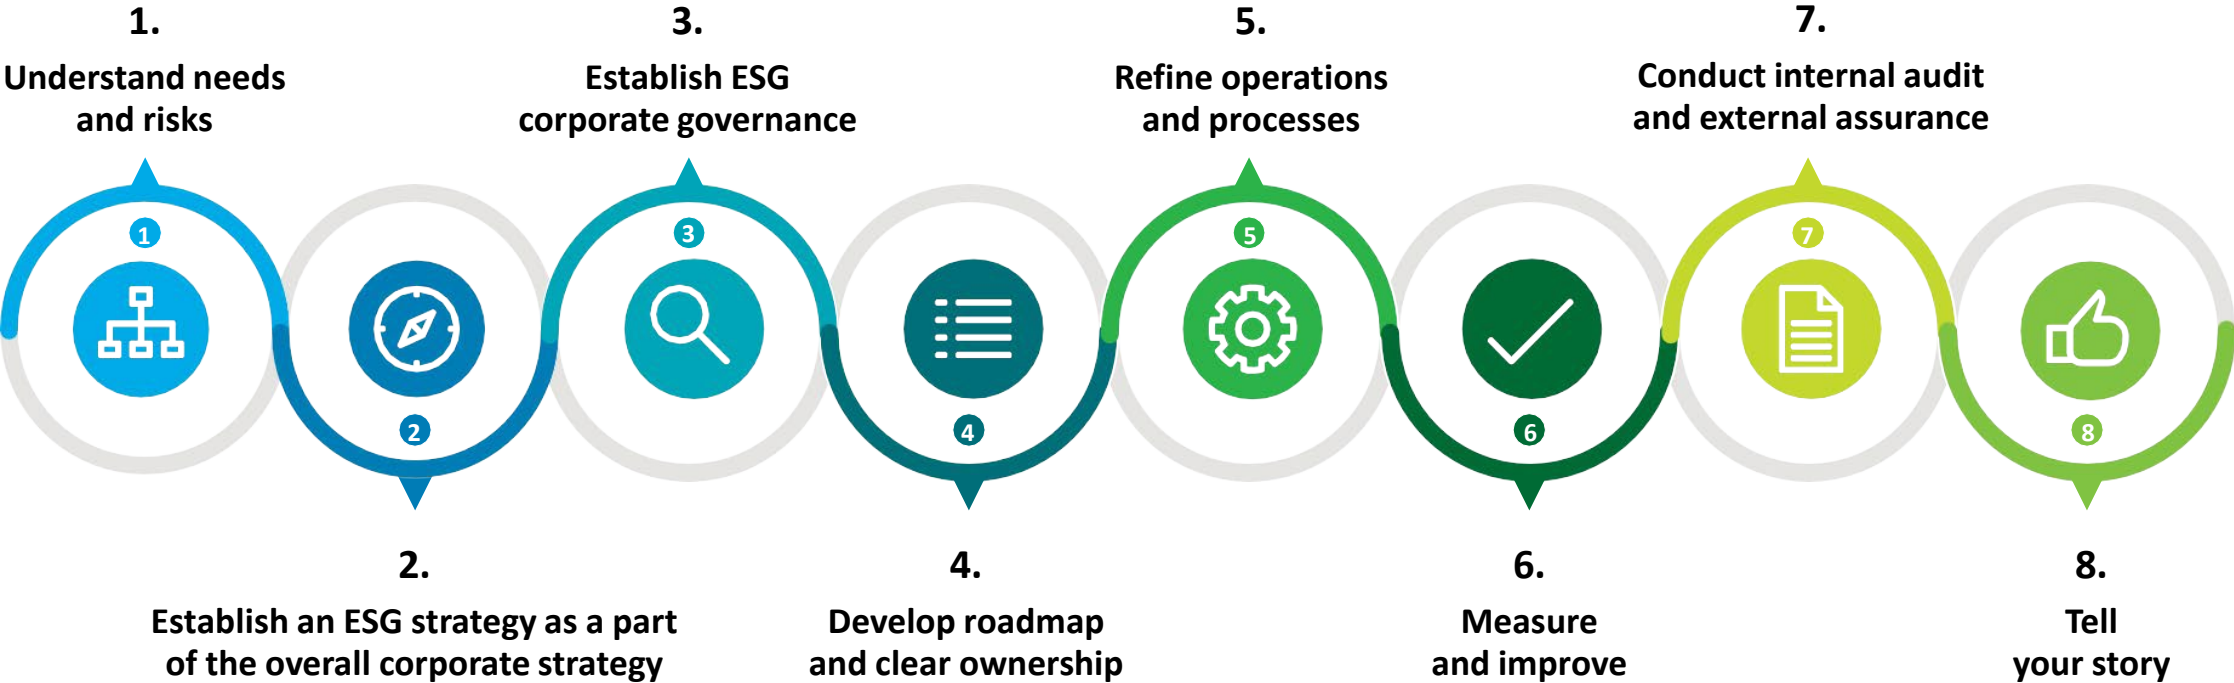 1.
Understand needs
and risks
3.
Establish ESG
corporate governance
5.
Refine operations
and processes
7.
Conduct internal audit
and external assurance
1
2
3
4
5
6
7
8
2.
Establish an ESG strategy as a part
of the overall corporate strategy
4.
Develop roadmap
and clear ownership
6.
Measure
and improve
8.
Tell
your story